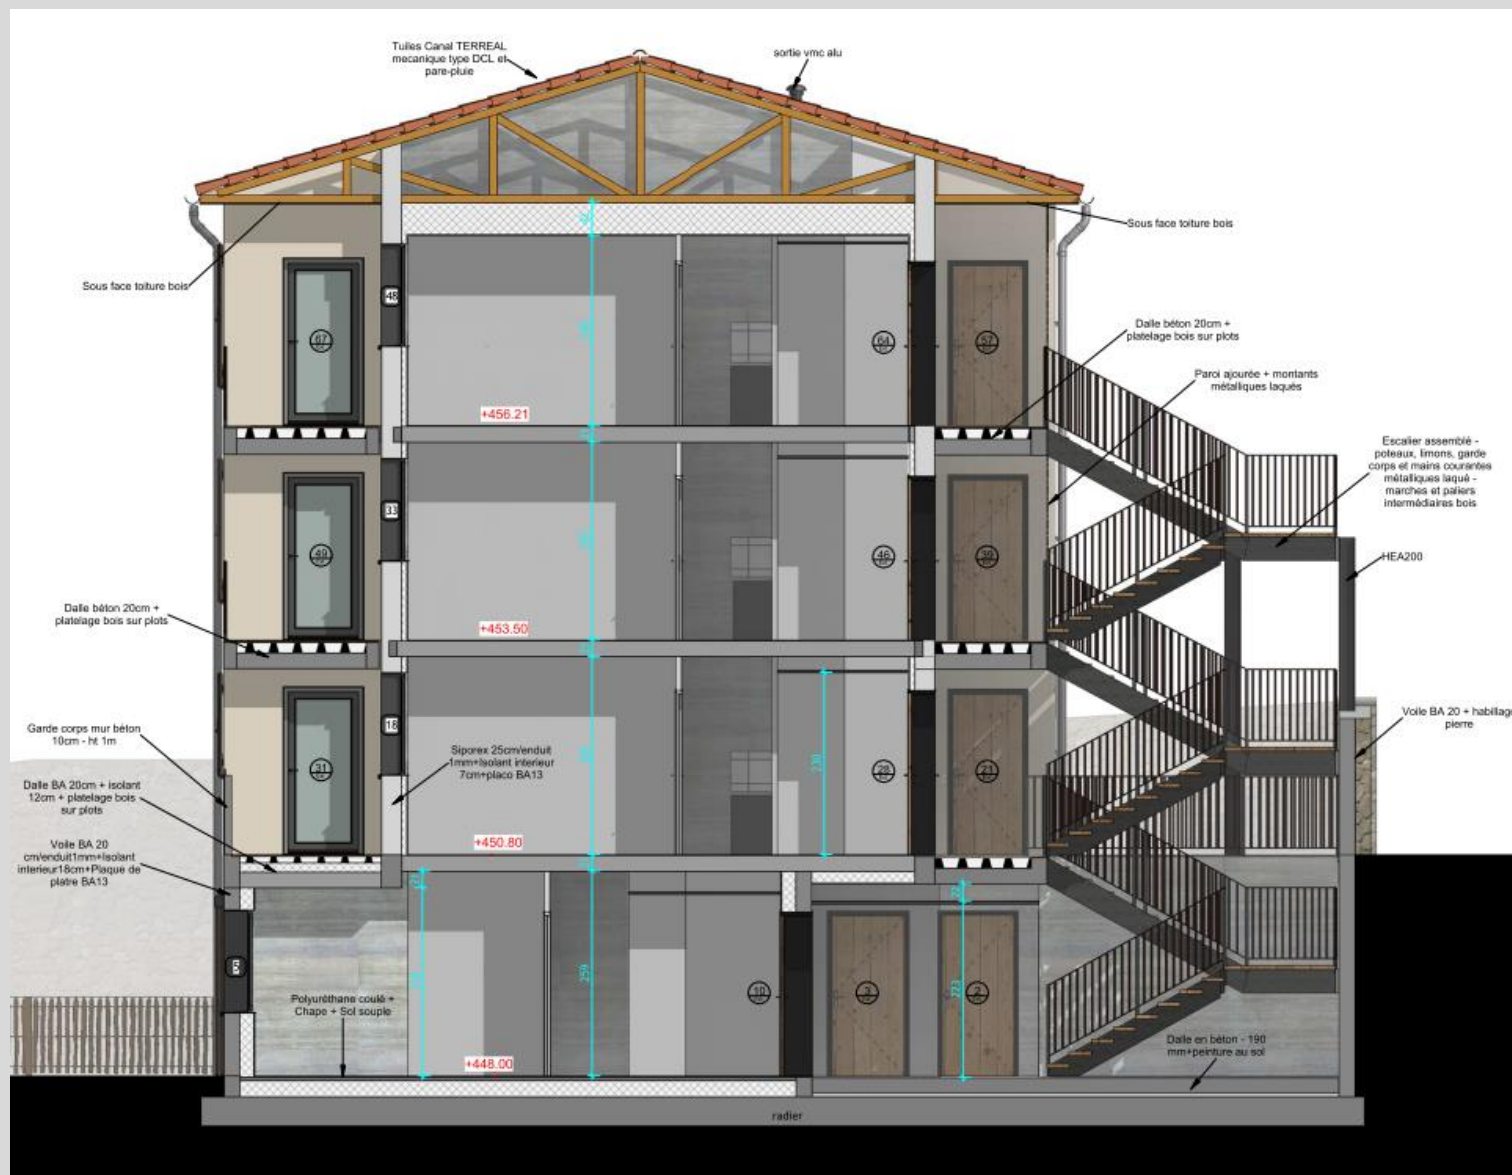 Tuiles Canal TERREAL
mecanique type DCL et
pare-pluie
sortie vmc alu
Sous face toiture bois
Sous face toiture bois
67
48
64
57
Dalle béton 20cm +
platelage bois sur plots
Paroi ajourée + montants
métalliques laqués
+456.21
Escalier assemblé -
poteaux, limons, garde
corps et mains courantes
métalliques laqué -
marches et paliers
intermédiaires bois
33
49
46
39
HEA200
Dalle béton 20cm +
platelage bois sur plots
+453.50
Garde corps mur béton
10cm - ht 1m
18
Voile BA 20 + habillage
pierre
Siporex 25cm/enduit
1mm+Isolant interieur
7cm+placo BA13
31
230
28
21
Dalle BA 20cm + isolant
12cm + platelage bois
sur plots
+450.80
Voile BA 20
cm/enduit1mm+Isolant
interieur18cm+Plaque de
platre BA13
22
5
259
10
3
2
223
Polyuréthane coulé +
Chape + Sol souple
+448.00
Dalle en béton - 190
mm+peinture au sol
radier